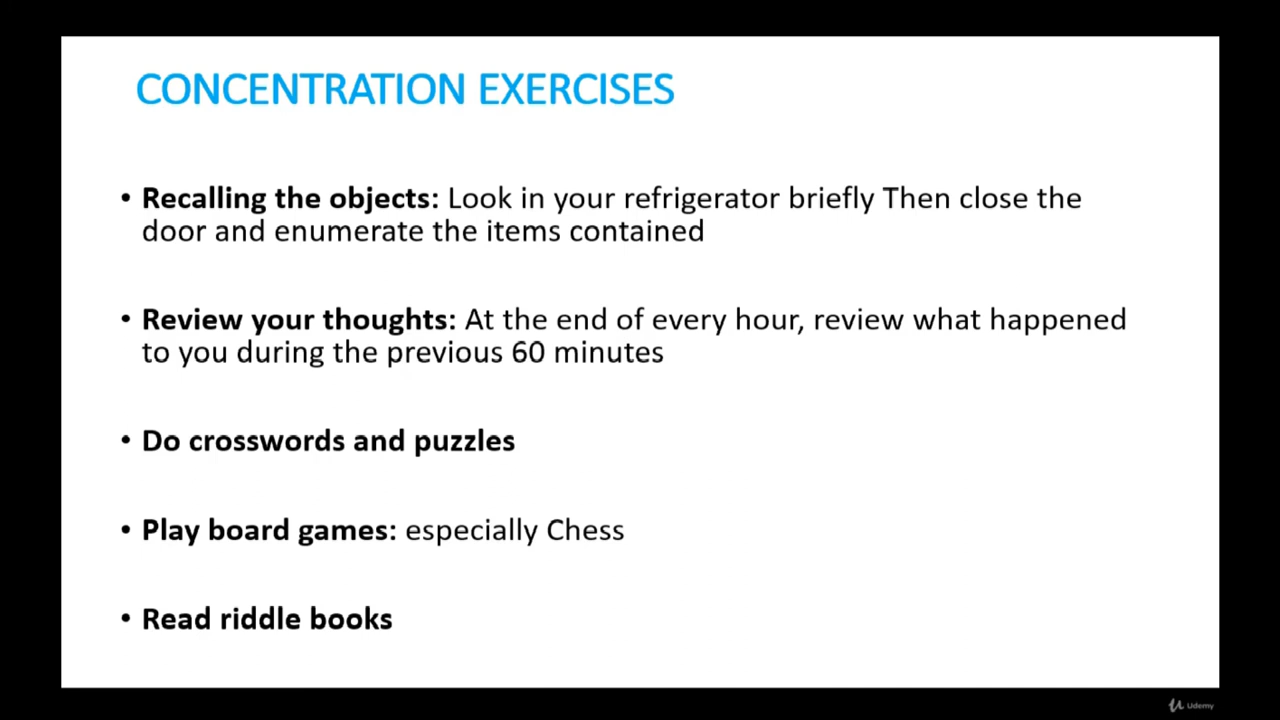 CONCENTRATION EXERCISES
• Recalling the objects: Look in your refrigerator briefly Then close the
door and enumerate the items contained
• Review your thoughts: At the end of every hour, review what happened
to you during the previous 60 minutes
• Do crosswords and puzzles
• Play board games: especially Chess
• Read riddle books
Udemy